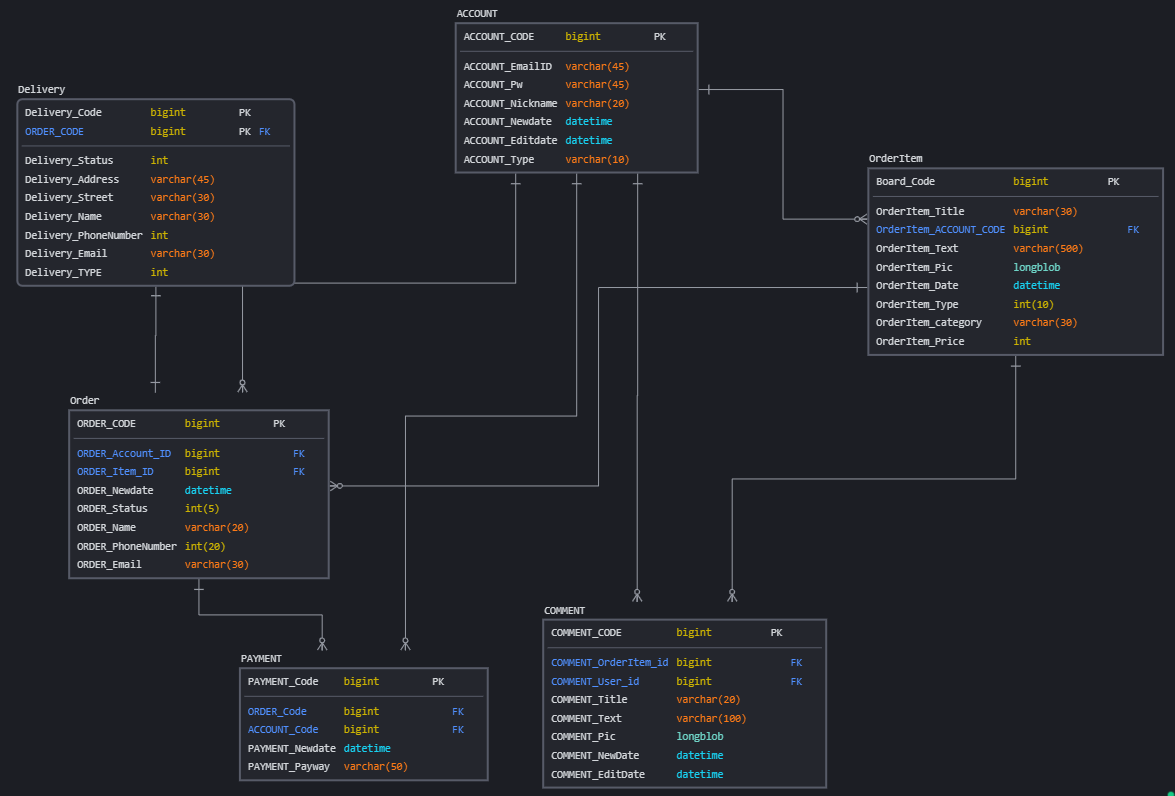 ACCOUNT
ACCOUNT_CODE bigint PK
ACCOUNT_EmailID varchar(45)
ACCOUNT_Pw varchar(45)
ACCOUNT_Nickname varchar(20)
ACCOUNT_Newdate datetime
ACCOUNT_Editdate datetime
ACCOUNT_Type varchar(10)
Delivery
Delivery_Code bigint PK
ORDER_CODE bigint PK FK
Delivery_Status int
Delivery_Address varchar(45)
Delivery_Street varchar(30)
Delivery_Name varchar(30)
Delivery_PhoneNumber int
Delivery_Email varchar(30)
Delivery_TYPE int
OrderItem
Board_Code bigint PK
OrderItem_Title varchar(30)
OrderItem_ACCOUNT_CODE bigint FK
OrderItem_Text varchar(500)
OrderItem_Pic longblob
OrderItem_Date datetime
OrderItem_Type int(10)
OrderItem_category varchar(30)
OrderItem_Price int
Order
ORDER_CODE bigint PK
ORDER_Account_ID bigint FK
ORDER_Item_ID bigint FK
ORDER_Newdate datetime
ORDER_Status int(5)
ORDER_Name varchar(20)
ORDER_PhoneNumber int(20)
ORDER_Email varchar(30)
PAYMENT
PAYMENT_Code bigint PK
ORDER_Code bigint FK
ACCOUNT_Code bigint FK
PAYMENT_Newdate datetime
PAYMENT_Payway varchar(50)
COMMENT
COMMENT_CODE bigint PK
COMMENT_OrderItem_id bigint FK
COMMENT_User_id bigint FK
COMMENT_Title varchar(20)
COMMENT_Text varchar(100)
COMMENT_Pic longblob
COMMENT_NewDate datetime
COMMENT_EditDate datetime